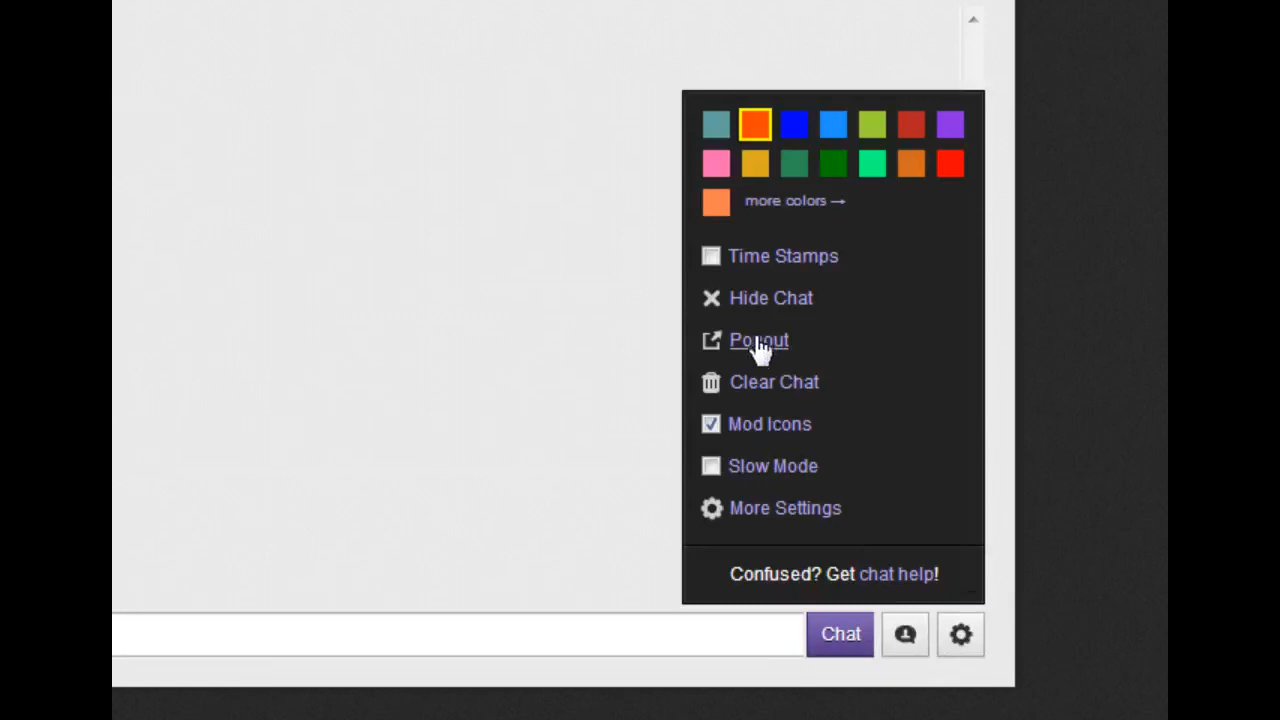 more colors →
Time Stamps
Hide Chat
Popout
Clear Chat
Mod Icons
Slow Mode
More Settings
Confused? Get chat help!
Chat